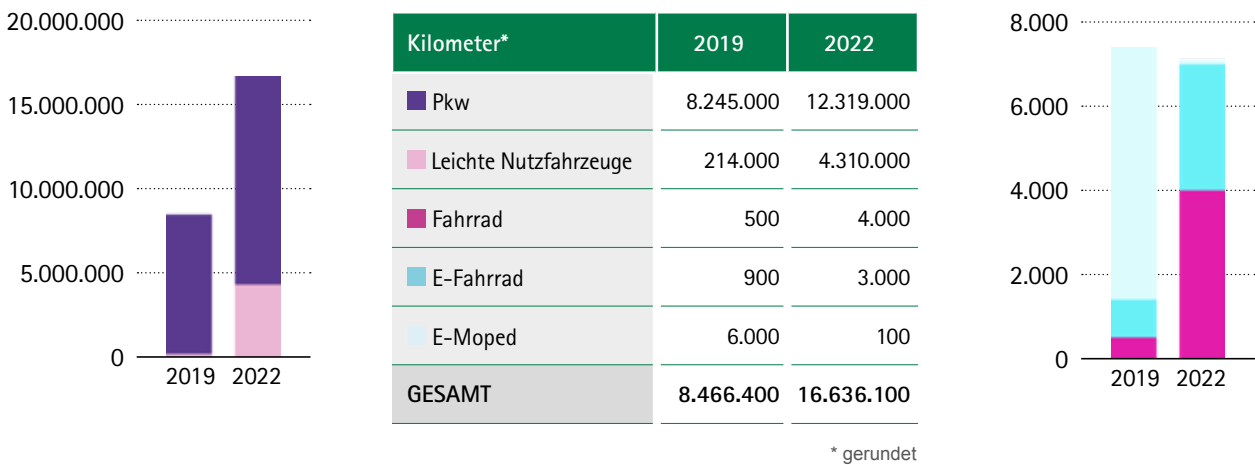 20.000.000
15.000.000
10.000.000
5.000.000
0
2019 2022
Kilometer* 2019 2022
Pkw 8.245.000 12.319.000
Leichte Nutzfahrzeuge 214.000 4.310.000
Fahrrad 500 4.000
E-Fahrrad 900 3.000
E-Moped 6.000 100
GESAMT 8.466.400 16.636.100
* gerundet
8.000
6.000
4.000
2.000
0
2019 2022